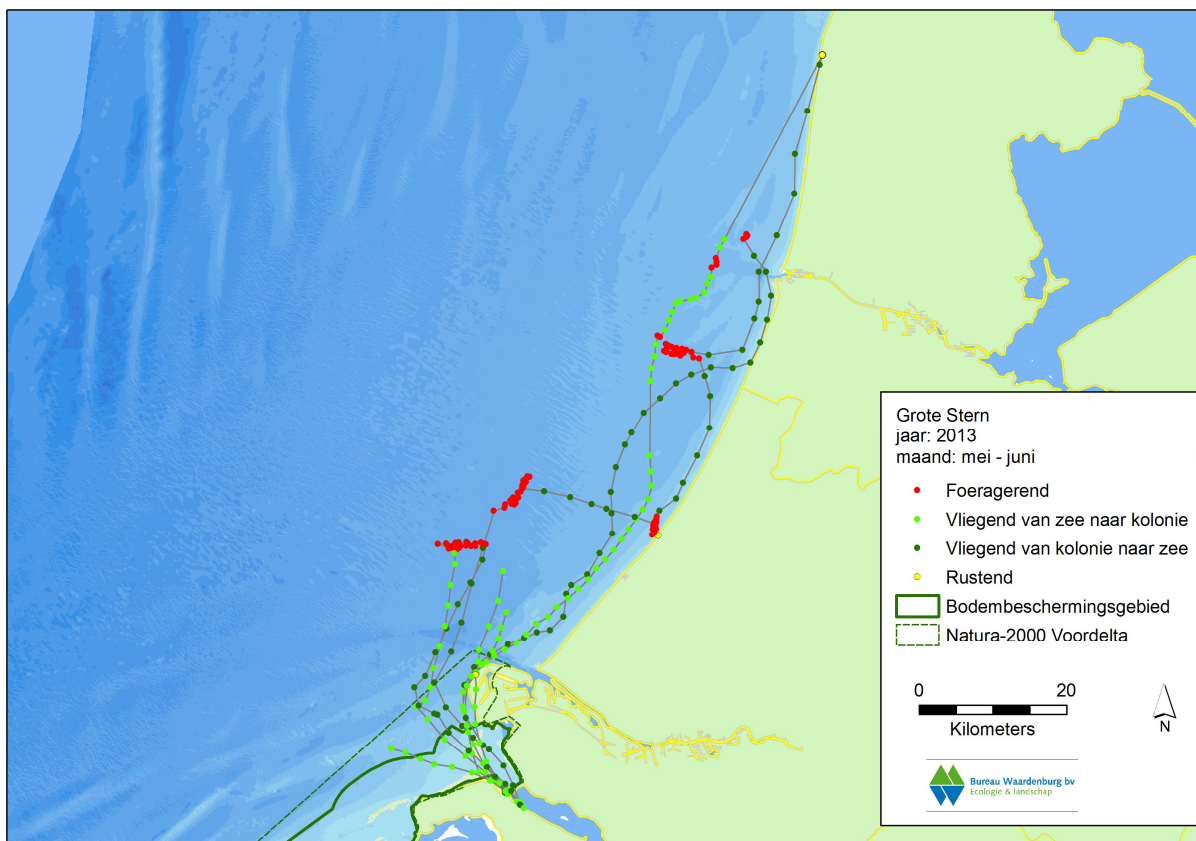 Grote Stern
jaar: 2013
maand: mei - juni
Foeragerend
Vliegend van zee naar kolonie
Vliegend van kolonie naar zee
Rustend
Bodembeschermingsgebied
Natura-2000 Voordelta
0 20
Kilometers
N
Bureau Waardenburg bv
Ecologie & landschap